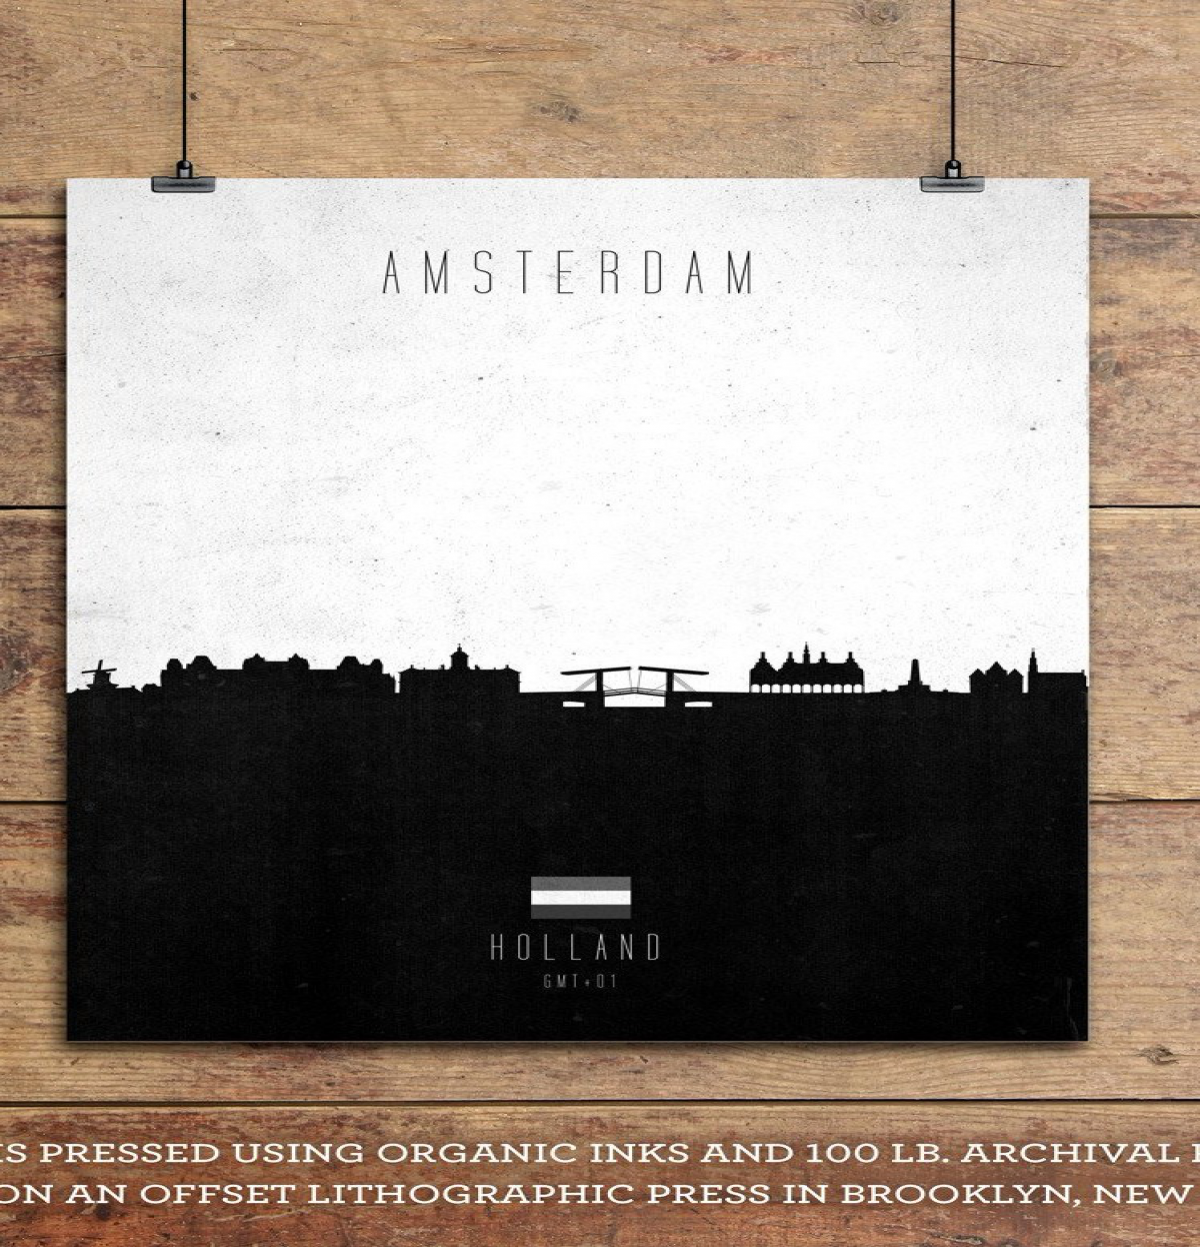 AMSTERDAM
HOLLAND
GMT+01
IS PRESSED USING ORGANIC INKS AND 100 LB. ARCHIVAL
ON AN OFFSET LITHOGRAPHIC PRESS IN BROOKLYN, NEW